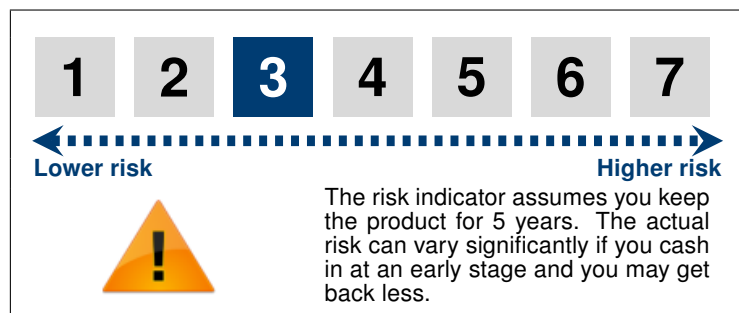 1 2 3 4 5 6 7
Lower risk Higher risk
The risk indicator assumes you keep
the product for 5 years. The actual
risk can vary significantly if you cash
in at an early stage and you may get
back less.